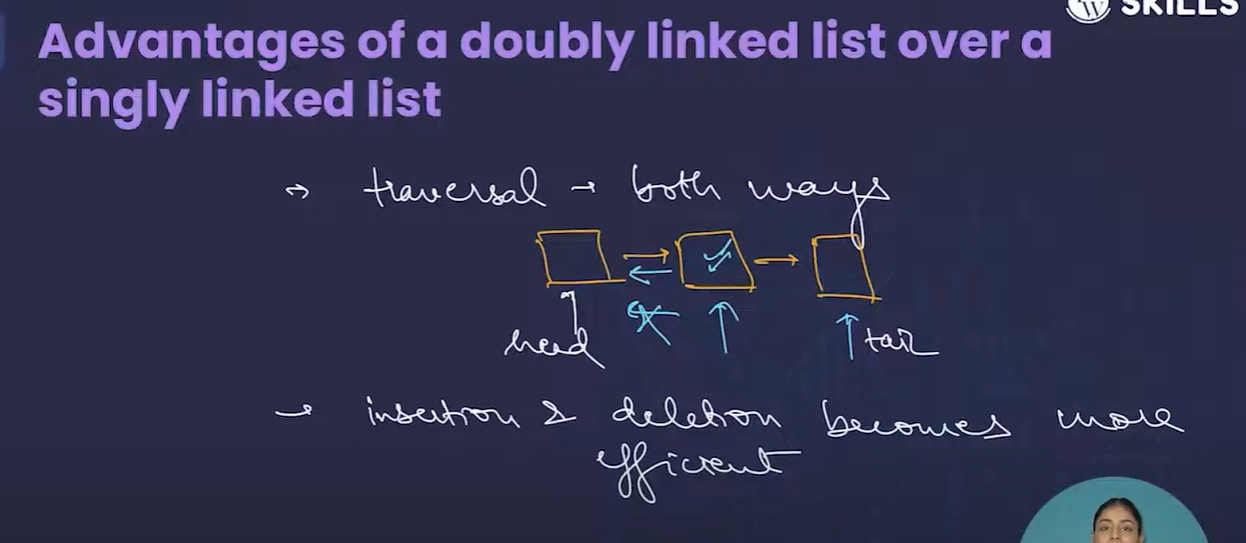 SKILLS
Advantages of a doubly linked list over a
singly linked list
traversal → both ways
head
tail
→ insertion & deletion becomes more
efficient